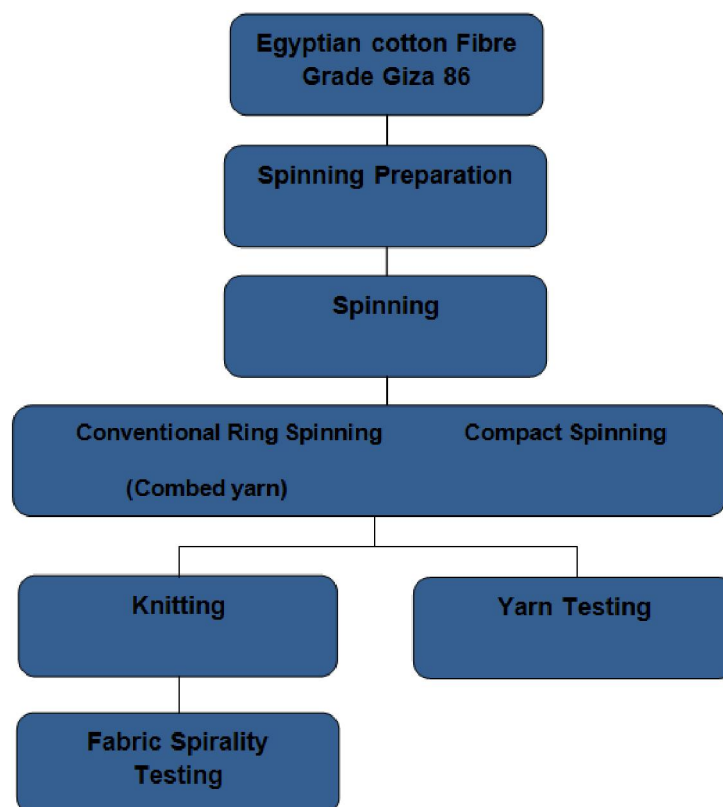 Egyptian cotton Fibre
Grade Giza 86
Spinning Preparation
Spinning
Conventional Ring Spinning Compact Spinning
(Combed yarn)
Knitting
Yarn Testing
Fabric Spirality
Testing